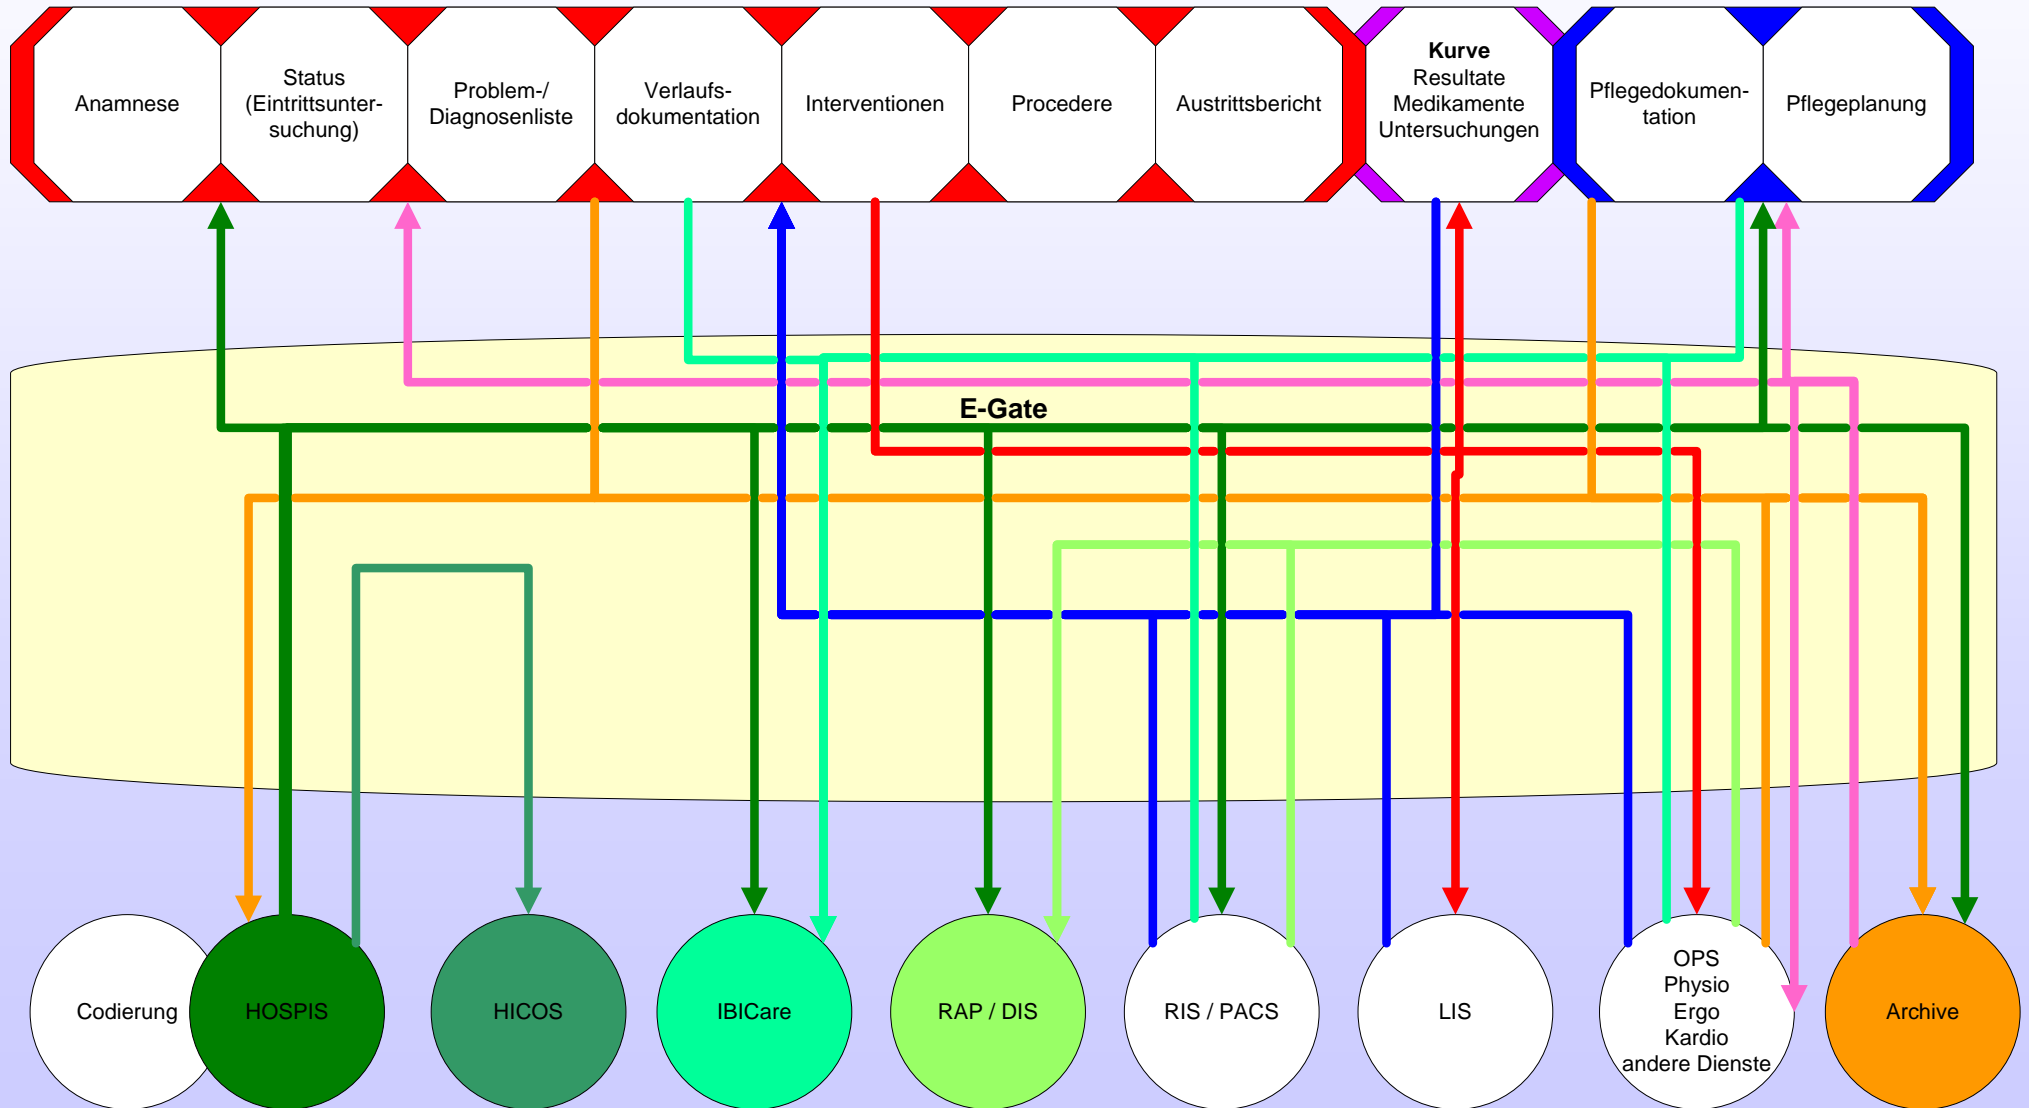 Anamnese
Status
(Eintrittsunter-
suchung)
Problem-/
Diagnosenliste
Verlaufs-
dokumentation
Interventionen
Procedere
Austrittsbericht
Kurve
Resultate
Medikamente
Untersuchungen
Pflegedokumen-
tation
Pflegeplanung
E-Gate
Codierung
HOSPIS
HICOS
IBICare
RAP / DIS
RIS / PACS
LIS
OPS
Physio
Ergo
Kardio
andere Dienste
Archive